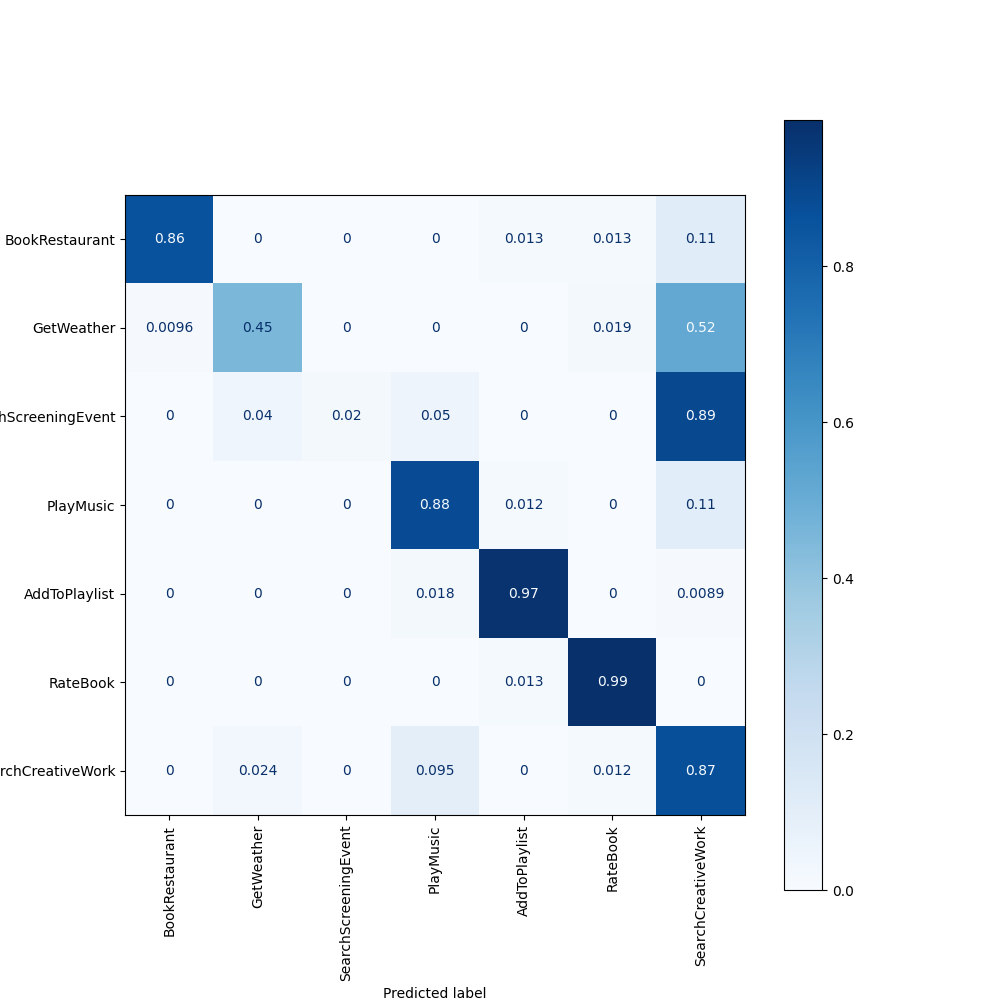 BookRestaurant 0.86 0 0 0 0.013 0.013 0.11
GetWeather 0.0096 0.45 0 0 0 0.019 0.52
hScreeningEvent 0 0.04 0.02 0.05 0 0 0.89
PlayMusic 0 0 0 0.88 0.012 0 0.11
AddToPlaylist 0 0 0 0.018 0.97 0 0.0089
RateBook 0 0 0 0 0.013 0.99 0
rchCreativeWork 0 0.024 0 0.095 0 0.012 0.87
BookRestaurant
GetWeather
SearchScreeningEvent
PlayMusic
AddToPlaylist
RateBook
SearchCreativeWork
Predicted label
0.8
0.6
0.4
0.2
0.0